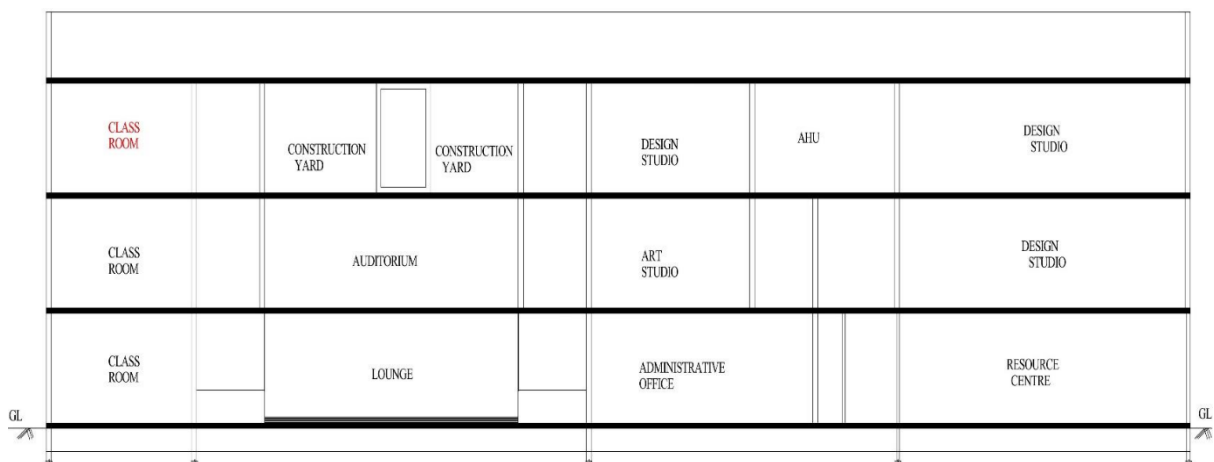 CLASS
ROOM
CONSTRUCTION
YARD
CONSTRUCTION
YARD
DESIGN
STUDIO
AHU
DESIGN
STUDIO
CLASS
ROOM
AUDITORIUM
ART
STUDIO
DESIGN
STUDIO
CLASS
ROOM
LOUNGE
ADMINISTRATIVE
OFFICE
RESOURCE
CENTRE
GL
GL